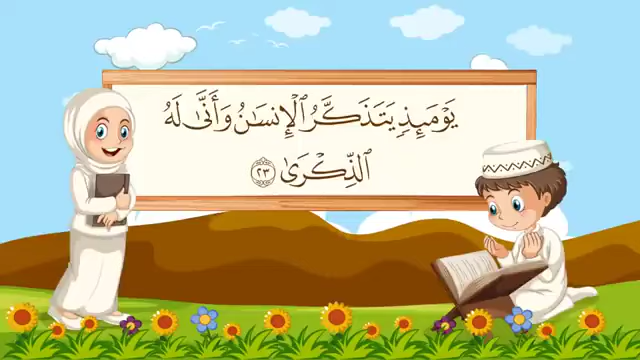 يَوْمَئِذٍ يَتَذَكَّرُ ٱلْإِنسَـٰنُ وَأَنَّىٰ لَهُ
ٱلذِّكْرَىٰ ٢٣